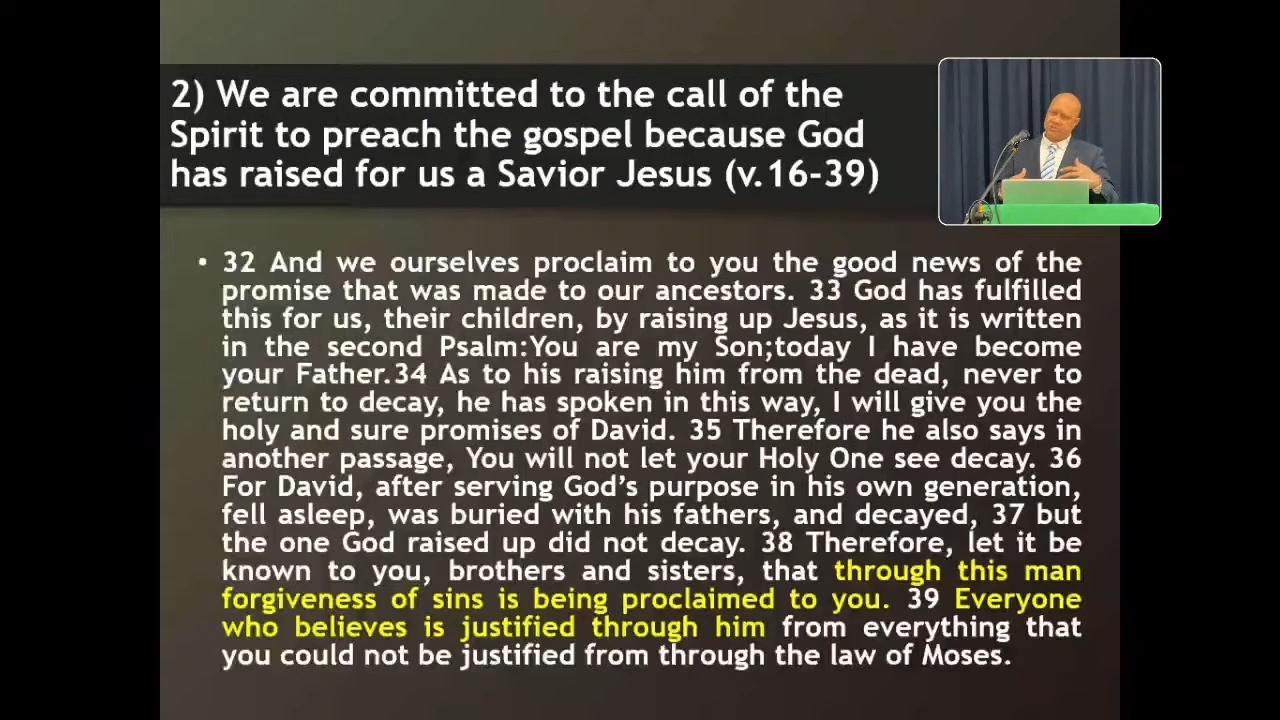 2) We are committed to the call of the
Spirit to preach the gospel because God
has raised for us a Savior Jesus (v.16-39)
• 32 And we ourselves proclaim to you the good news of the
promise that was made to our ancestors. 33 God has fulfilled
this for us, their children, by raising up Jesus, as it is written
in the second Psalm:You are my Son;today I have become
your Father.34 As to his raising him from the dead, never to
return to decay, he has spoken in this way, I will give you the
holy and sure promises of David. 35 Therefore he also says in
another passage, You will not let your Holy One see decay. 36
For David, after serving God's purpose in his own generation,
fell asleep, was buried with his fathers, and decayed, 37 but
the one God raised up did not decay. 38 Therefore, let it be
known to you, brothers and sisters, that through this man
forgiveness of sins is being proclaimed to you. 39 Everyone
who believes is justified through him from everything that
you could not be justified from through the law of Moses.